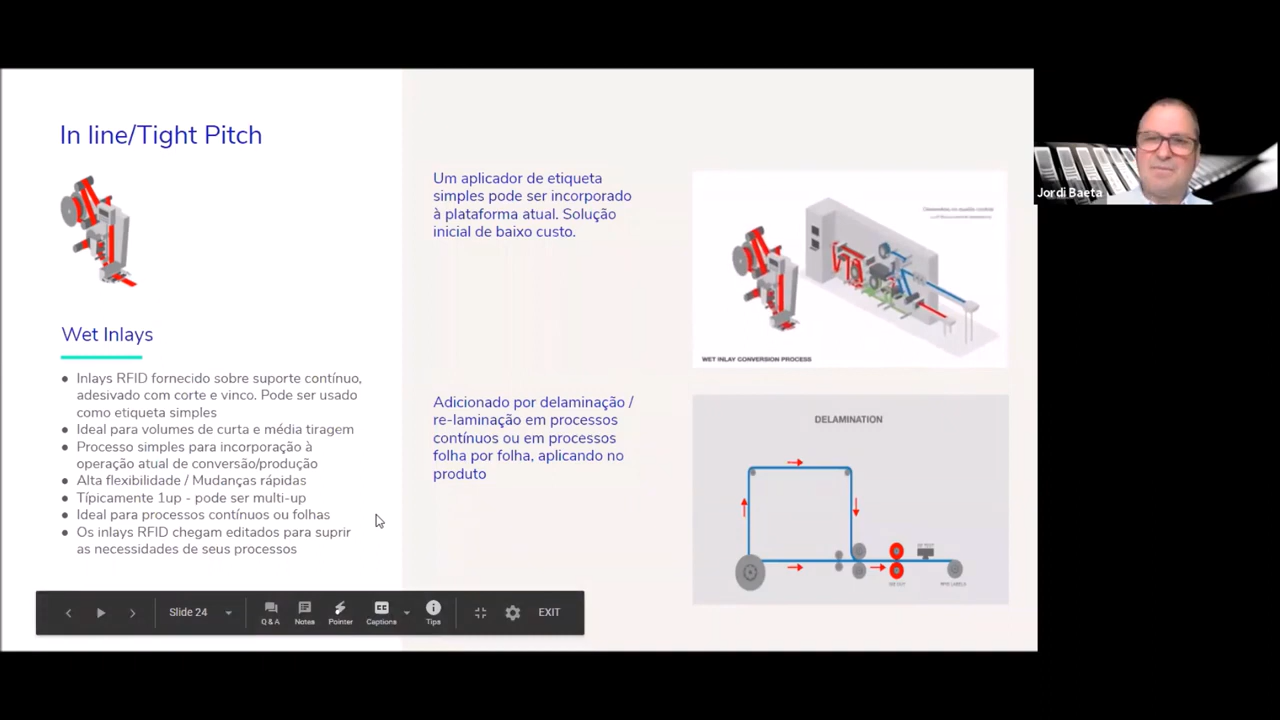 In line/Tight Pitch
Wet Inlays
● Inlays RFID fornecido sobre suporte contínuo,
adesivado com corte e vinco. Pode ser usado
como etiqueta simples
● Ideal para volumes de curta e média tiragem
● Processo simples para incorporação à
operação atual de conversão/produção
● Alta flexibilidade / Mudanças rápidas
● Típicamente 1up - pode ser multi-up
● Ideal para processos contínuos ou folhas
● Os inlays RFID chegam editados para suprir
as necessidades de seus processos
Um aplicador de etiqueta
simples pode ser incorporado
à plataforma atual. Solução
inicial de baixo custo.
WET INLAY CONVERSION PROCESS
Adicionado por delaminação /
re-laminação em processos
contínuos ou em processos
folha por folha, aplicando no
produto
DELAMINATION
Jordi Baeta
Slide 24
Q & A
Notes
Pointer
CC
Captions
Tips
EXIT